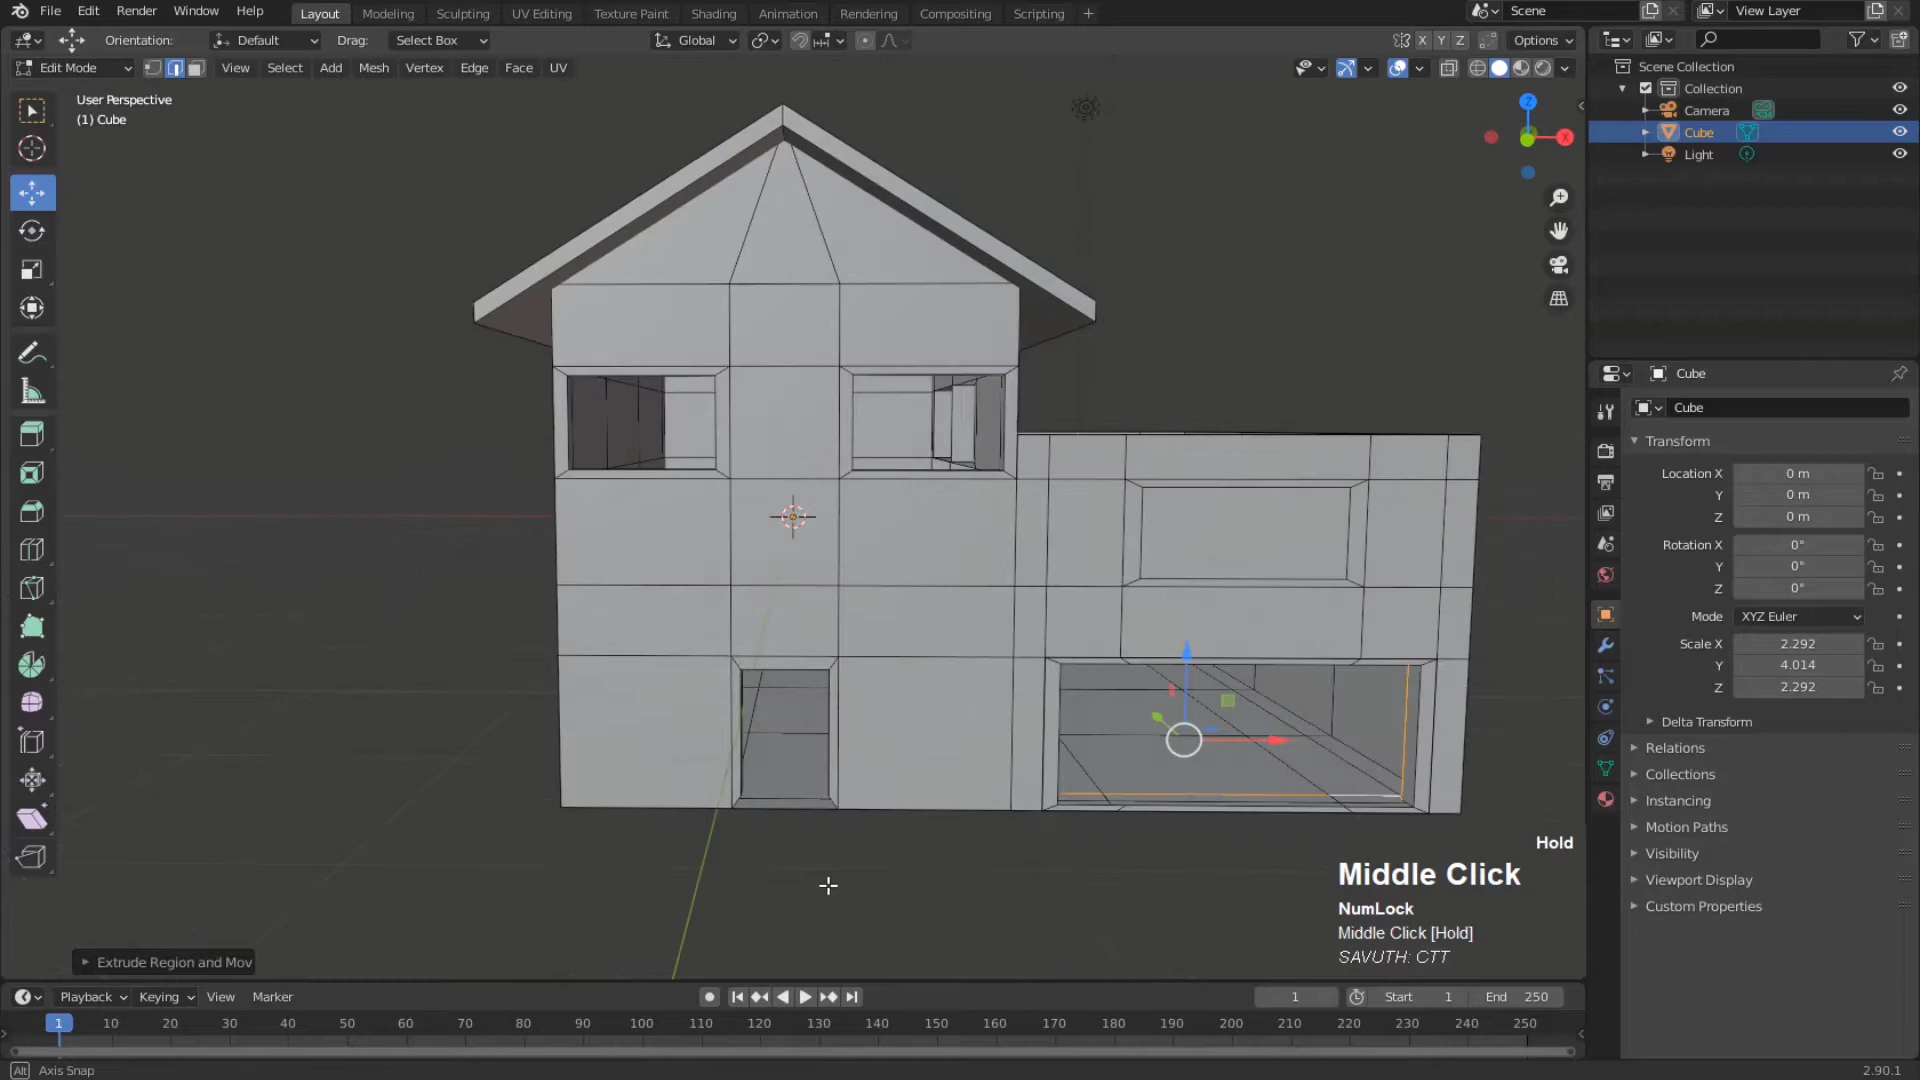 File Edit Render Window Help Layout Modeling Sculpting UV Editing Texture Paint Shading Animation Rendering Compositing Scripting + Scene View Layer
Orientation: Default Drag: Select Box Global X Y Z Options
Edit Mode View Select Add Mesh Vertex Edge Face UV
User Perspective
(1) Cube
Z
X
Scene Collection
Collection
Camera
Cube
Light
Cube
Cube
Transform
Location X 0 m
Y 0 m
Z 0 m
Rotation X 0°
Y 0°
Z 0°
Mode XYZ Euler
Scale X 2.292
Y 4.014
Z 2.292
Delta Transform
Relations
Collections
Instancing
Motion Paths
Visibility
Viewport Display
Custom Properties
Hold
Middle Click
NumLock
Middle Click [Hold]
SAVUTH: CTT
Extrude Region and Mov
Playback Keying View Marker 1 Start 1 End 250
1 10 20 30 40 50 60 70 80 90 100 110 120 130 140 150 160 170 180 190 200 210 220 230 240 250
Alt Axis Snap 2.90.1